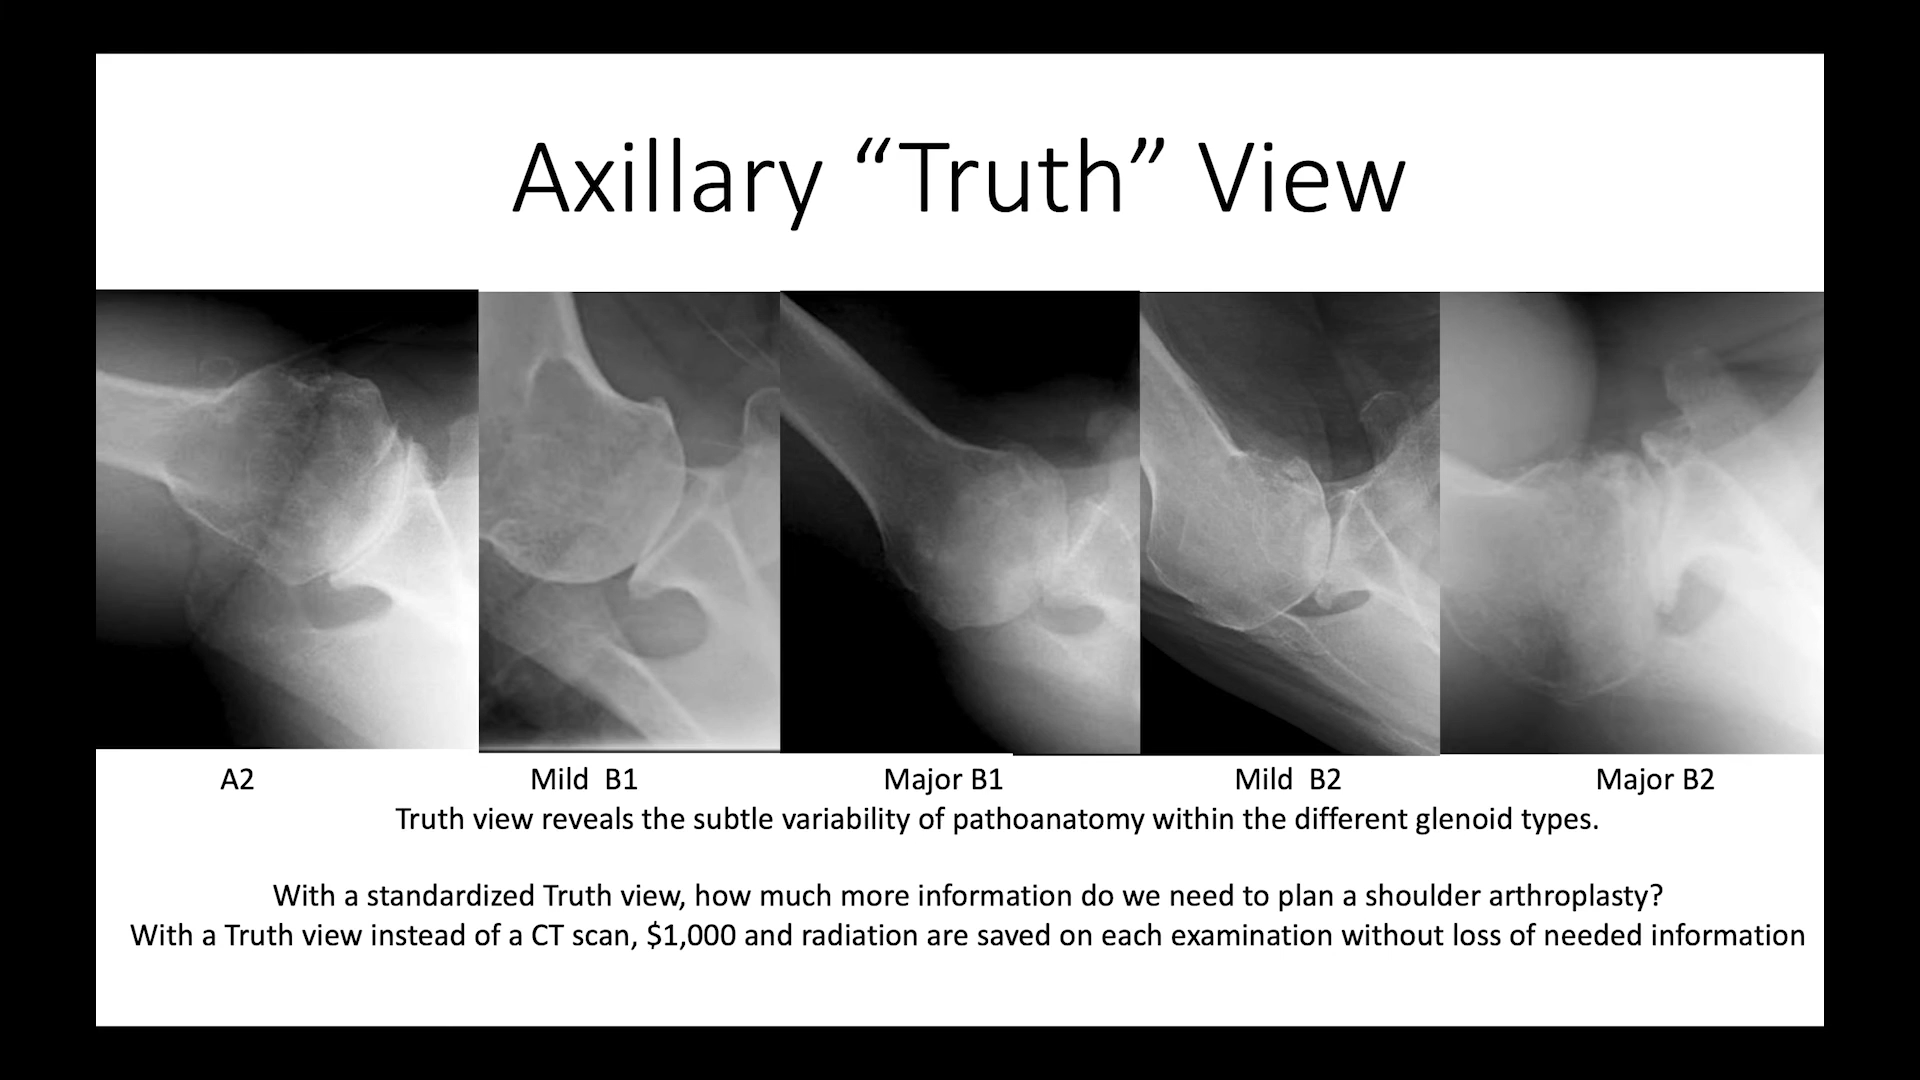 Axillary “Truth” View
A2 Mild B1 Major B1 Mild B2 Major B2
Truth view reveals the subtle variability of pathoanatomy within the different glenoid types.
With a standardized Truth view, how much more information do we need to plan a shoulder arthroplasty?
With a Truth view instead of a CT scan, $1,000 and radiation are saved on each examination without loss of needed information